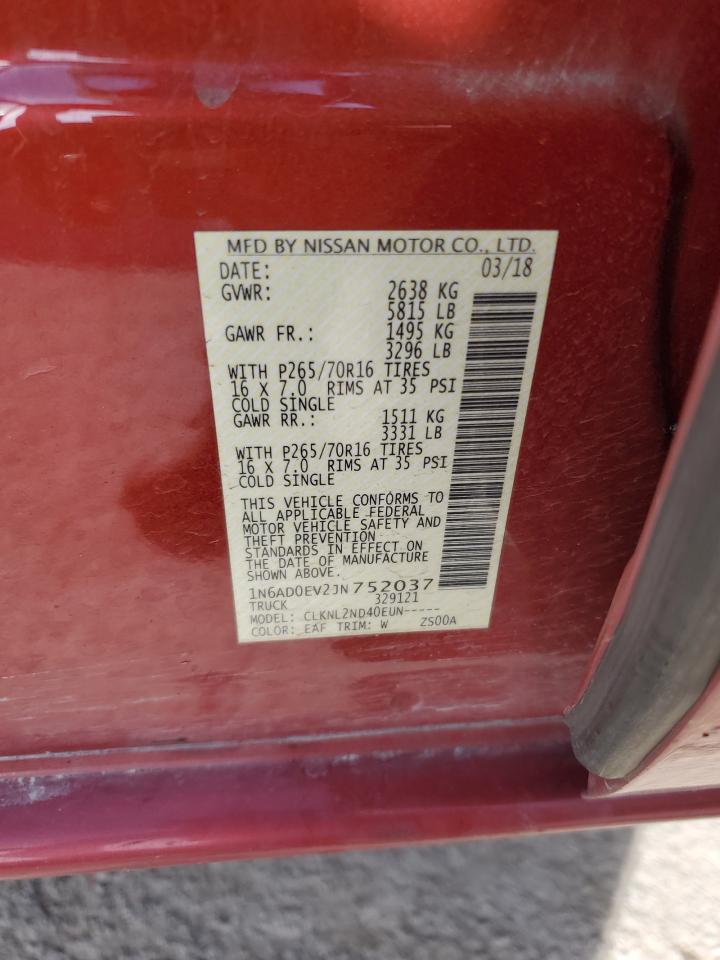 MFD BY NISSAN MOTOR CO., LTD.
DATE: 03/18
GVWR: 2638 KG
5815 LB
GAWR FR.: 1495 KG
3296 LB
WITH P265/70R16 TIRES
16 X 7.0 RIMS AT 35 PSI
COLD SINGLE
GAWR RR.: 1511 KG
3331 LB
WITH P265/70R16 TIRES
16 X 7.0 RIMS AT 35 PSI
COLD SINGLE
THIS VEHICLE CONFORMS TO
ALL APPLICABLE FEDERAL
MOTOR VEHICLE SAFETY AND
THEFT PREVENTION
STANDARDS IN EFFECT ON
THE DATE OF MANUFACTURE
SHOWN ABOVE.
1N6AD0EV2JN752037
TRUCK 329121
MODEL: CLKNL2ND40EUN-----
COLOR: EAF TRIM: W ZS00A